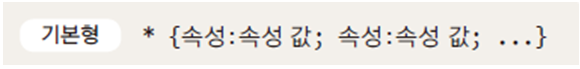 기본형 * {속성:속성 값; 속성:속성 값; ...}